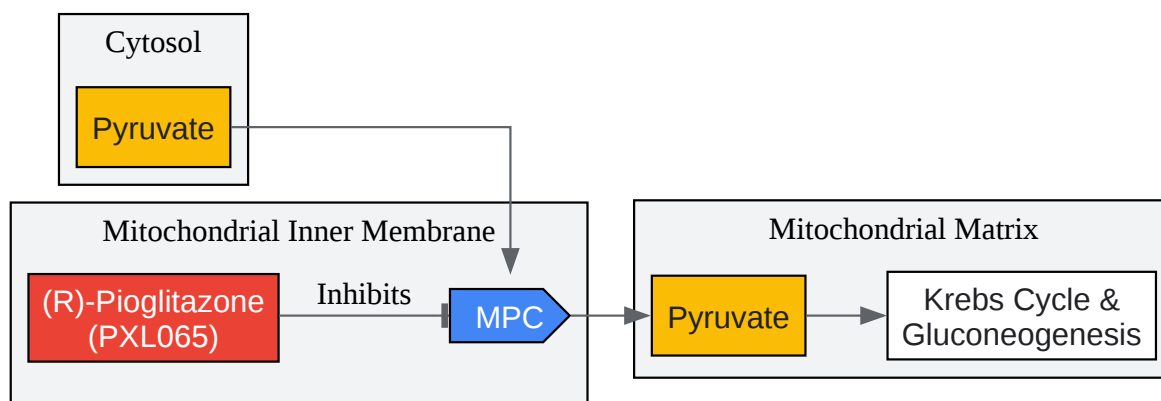 Cytosol
Pyruvate
Mitochondrial Inner Membrane
(R)-Pioglitazone
(PXL065)
Inhibits
MPC
Mitochondrial Matrix
Pyruvate
Krebs Cycle &
Gluconeogenesis